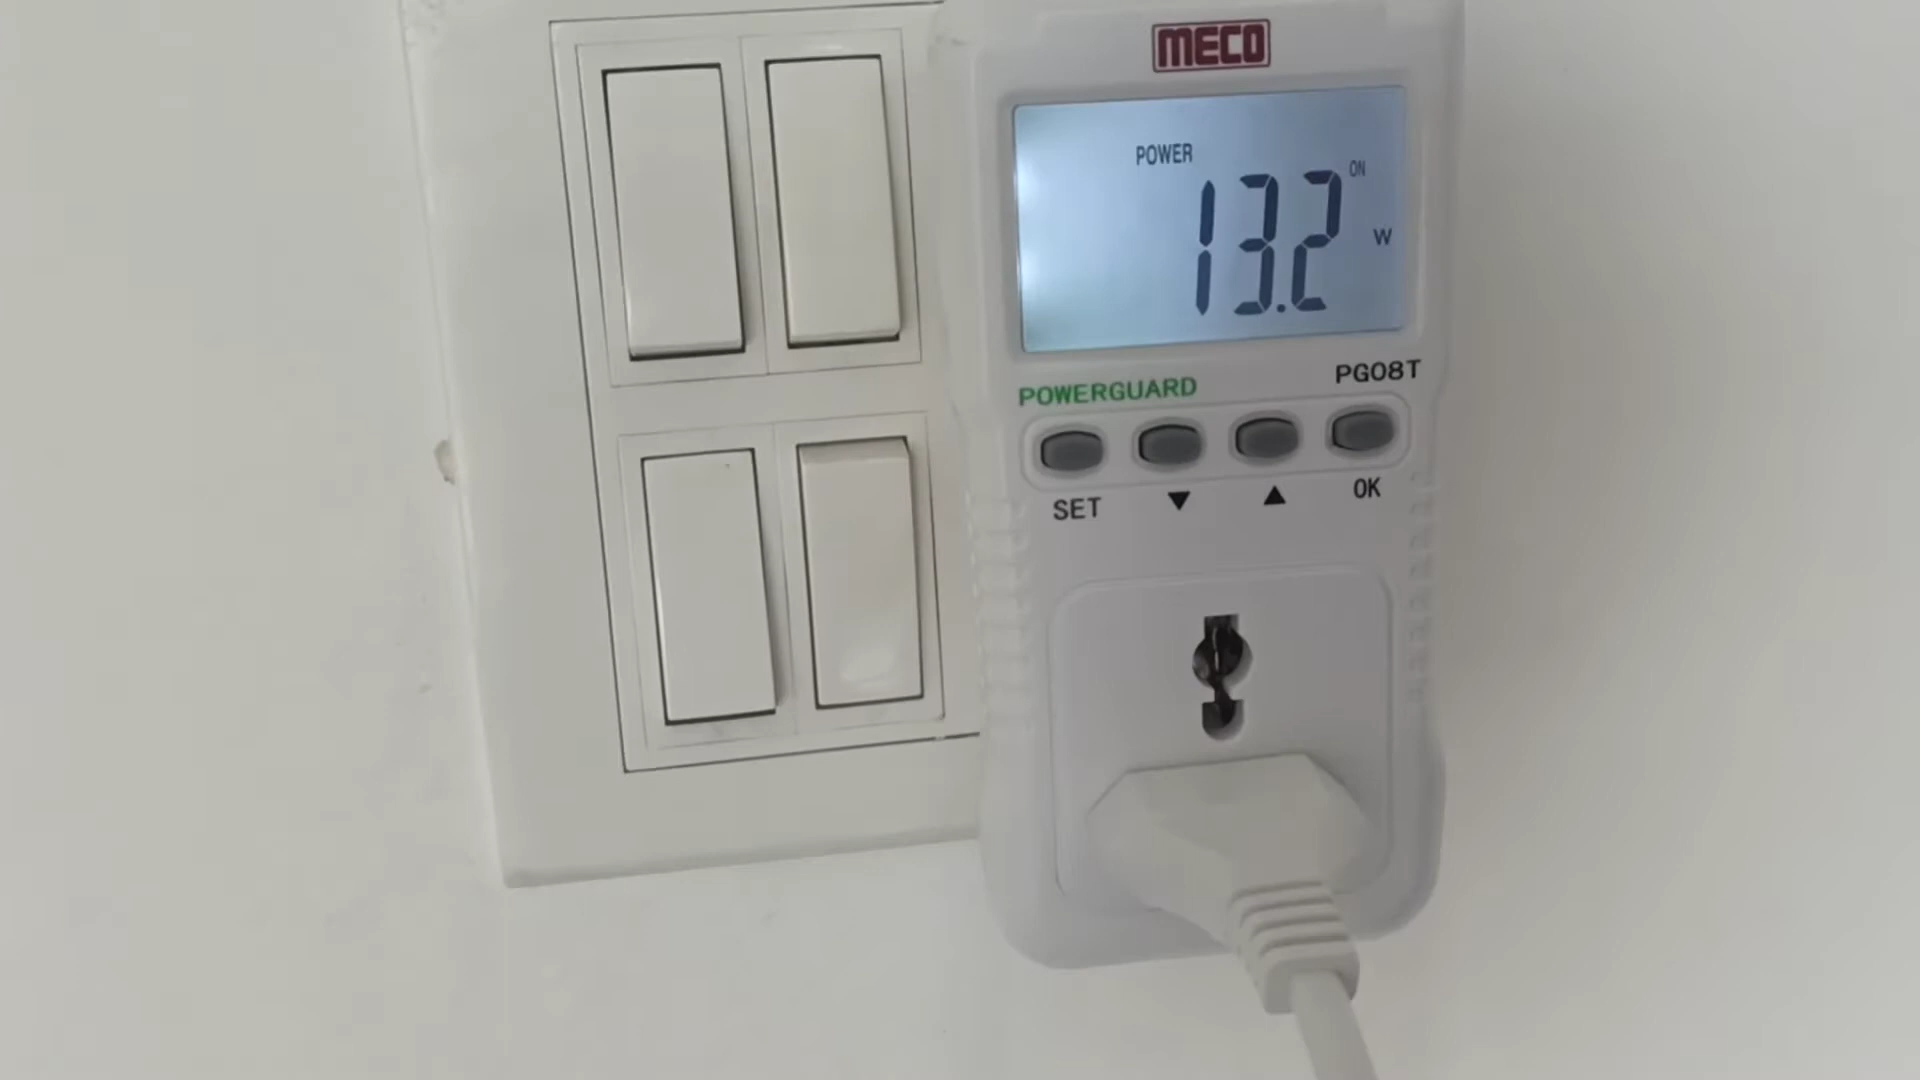 MECO
POWER
ON
13.2 W
POWERGUARD
PG08T
SET ▼ ▲ OK